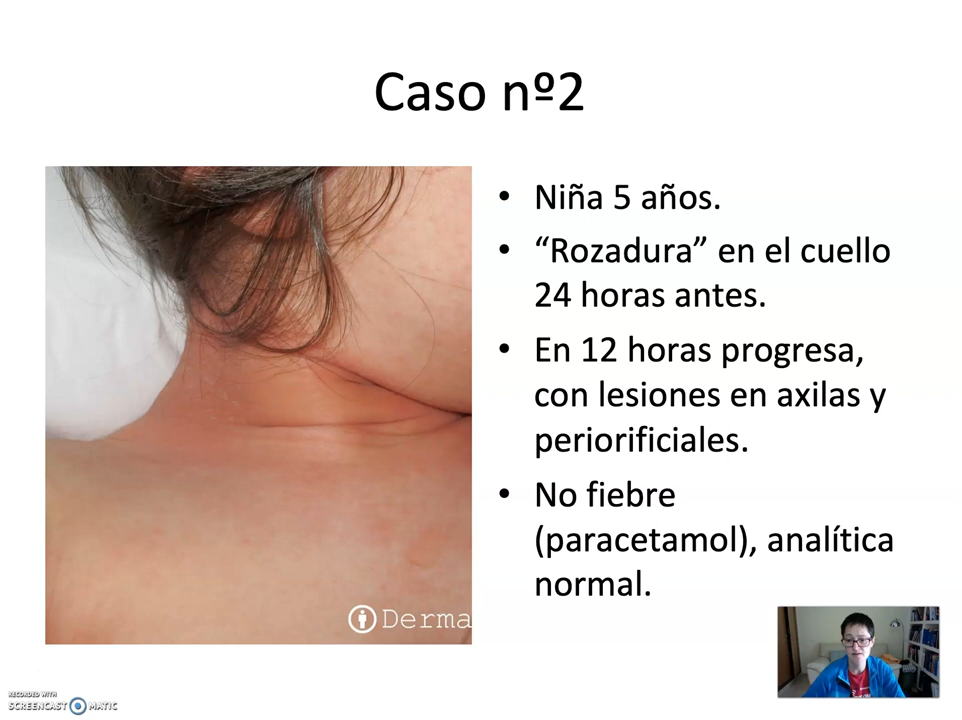 Caso nº2
• Niña 5 años.
• “Rozadura” en el cuello
24 horas antes.
• En 12 horas progresa,
con lesiones en axilas y
periorificiales.
• No fiebre
(paracetamol), analítica
normal.
Derma
RECORDED WITH
SCREENCAST MATIC